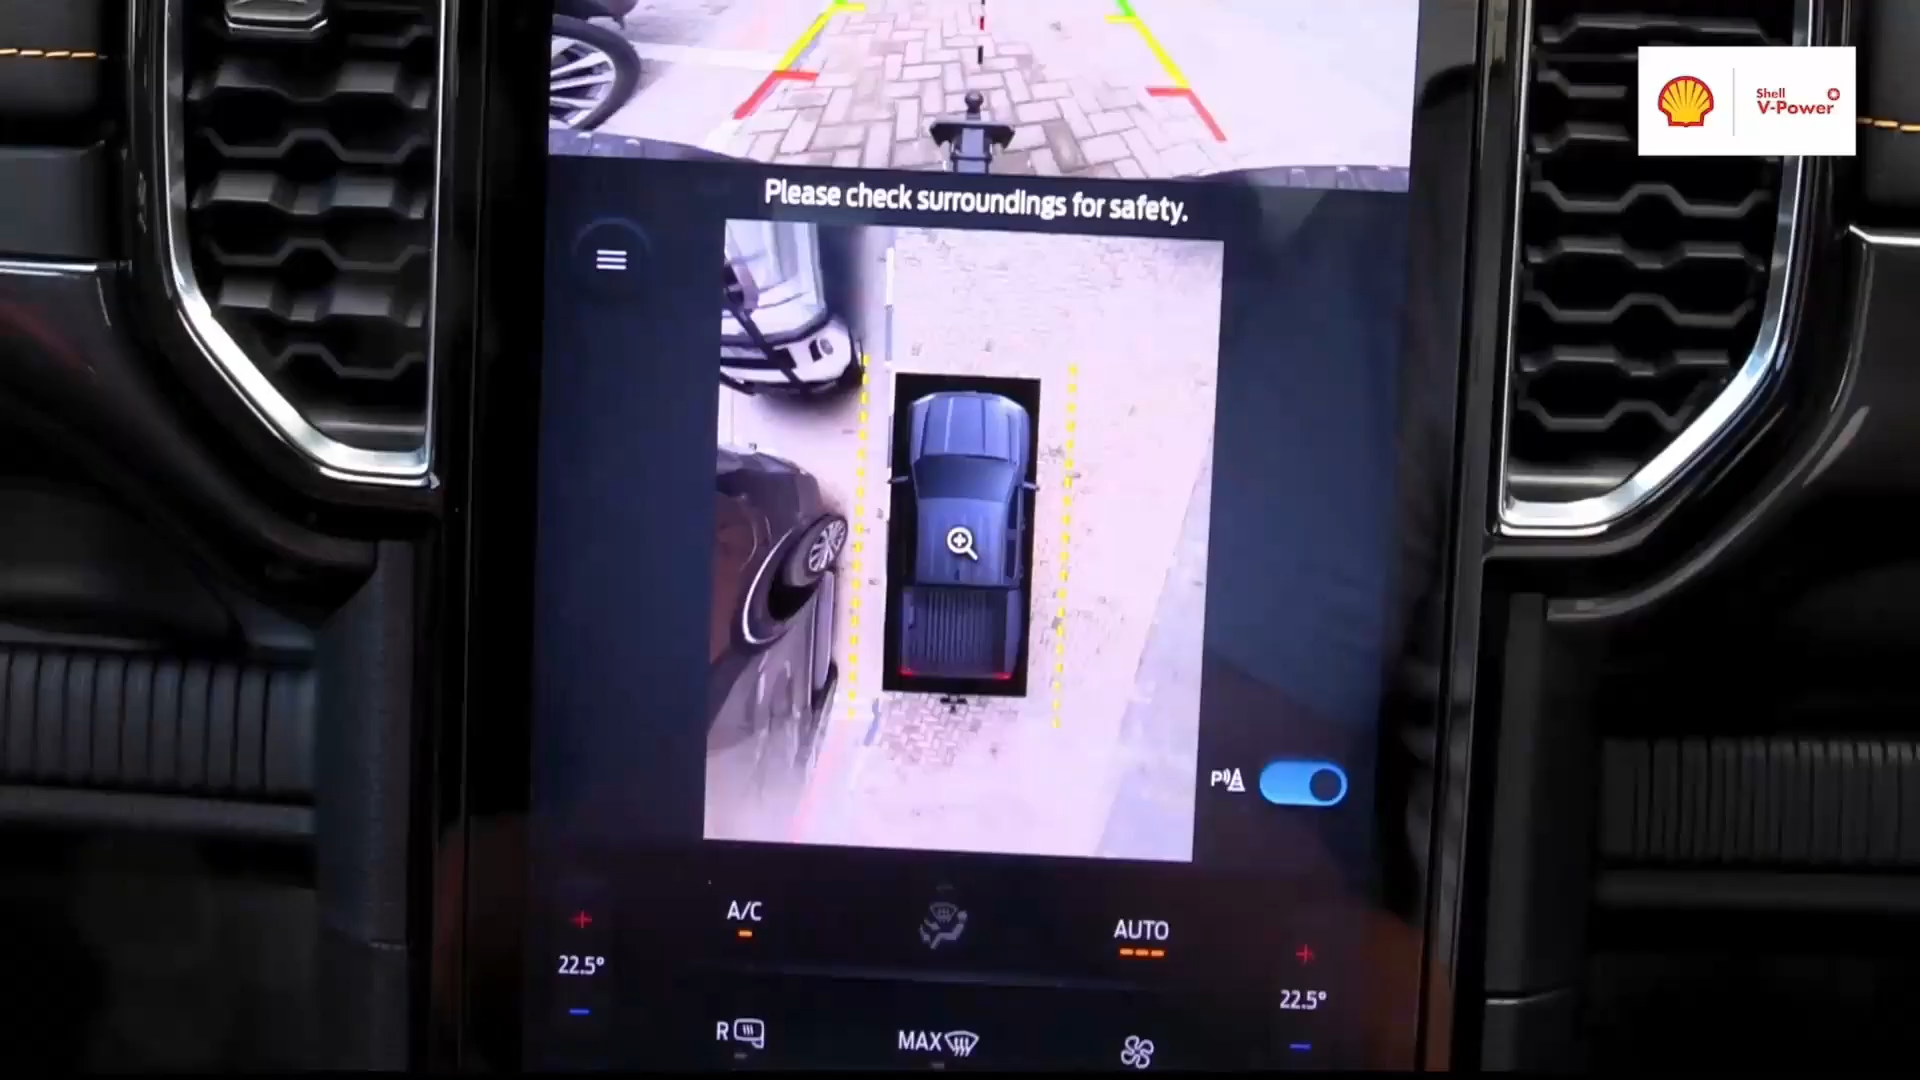 Shell
V-Power
Please check surroundings for safety.
P
A/C
AUTO
22.5°
22.5°
R
MAX